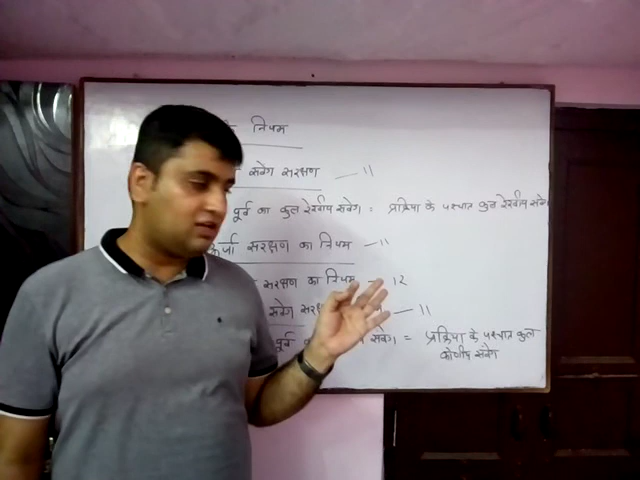 नियम
संवेग संरक्षण — 11
पूर्व का कुल रेखीय संवेग = प्रक्रिया के पश्चात कुल रेखीय संवेग
ऊर्जा संरक्षण का नियम — 11
संरक्षण का नियम — 12
संवेग — 11
पूर्व संवेग = प्रक्रिया के पश्चात कुल
कोणीय संवेग